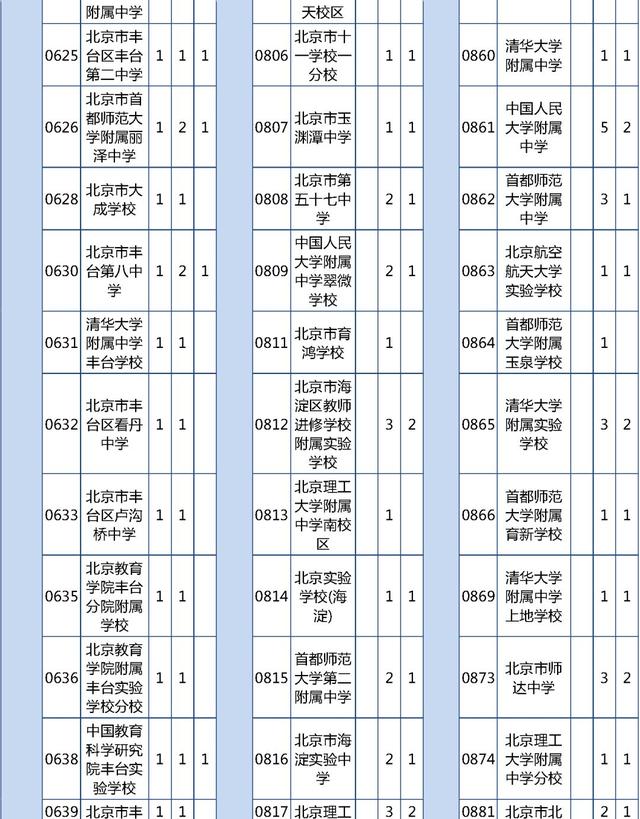 附属中学
0625 北京市丰台区丰台第二中学 1 1 1
0626 北京市首都师范大学附属丽泽中学 1 2 1
0628 北京市大成学校 1 1
0630 北京市丰台第八中学 1 2 1
0631 清华大学附属中学丰台学校 1 1
0632 北京市丰台区看丹中学 1 1
0633 北京市丰台区卢沟桥中学 1 1
0635 北京教育学院丰台分院附属学校 1 1
0636 北京教育学院附属丰台实验学校分校 1 1
0638 中国教育科学研究院丰台实验学校 1 1 1
0639 北京市丰 1 1
天校区
0806 北京市十一学校一分校 1 1
0807 北京市玉渊潭中学 1 1
0808 北京市第五十七中学 2 1
0809 中国人民大学附属中学翠微学校 2 1
0811 北京市育鸿学校 1
0812 北京市海淀区教师进修学校附属实验学校 3 2
0813 北京理工大学附属中学南校区 1
0814 北京实验学校(海淀) 1 1
0815 首都师范大学第二附属中学 2 1
0816 北京市海淀实验中学 2 1
0817 北京理工 3 2
0860 清华大学附属中学 1 1
0861 中国人民大学附属中学 5 2
0862 首都师范大学附属中学 3 1
0863 北京航空航天大学实验学校 1 1
0864 首都师范大学附属玉泉学校 1
0865 清华大学附属实验学校 3 2
0866 首都师范大学附属育新学校 1 1
0869 清华大学附属中学上地学校 1 1
0873 北京市师达中学 3 2
0874 北京理工大学附属中学分校 1 1
0881 北京市北 2 1